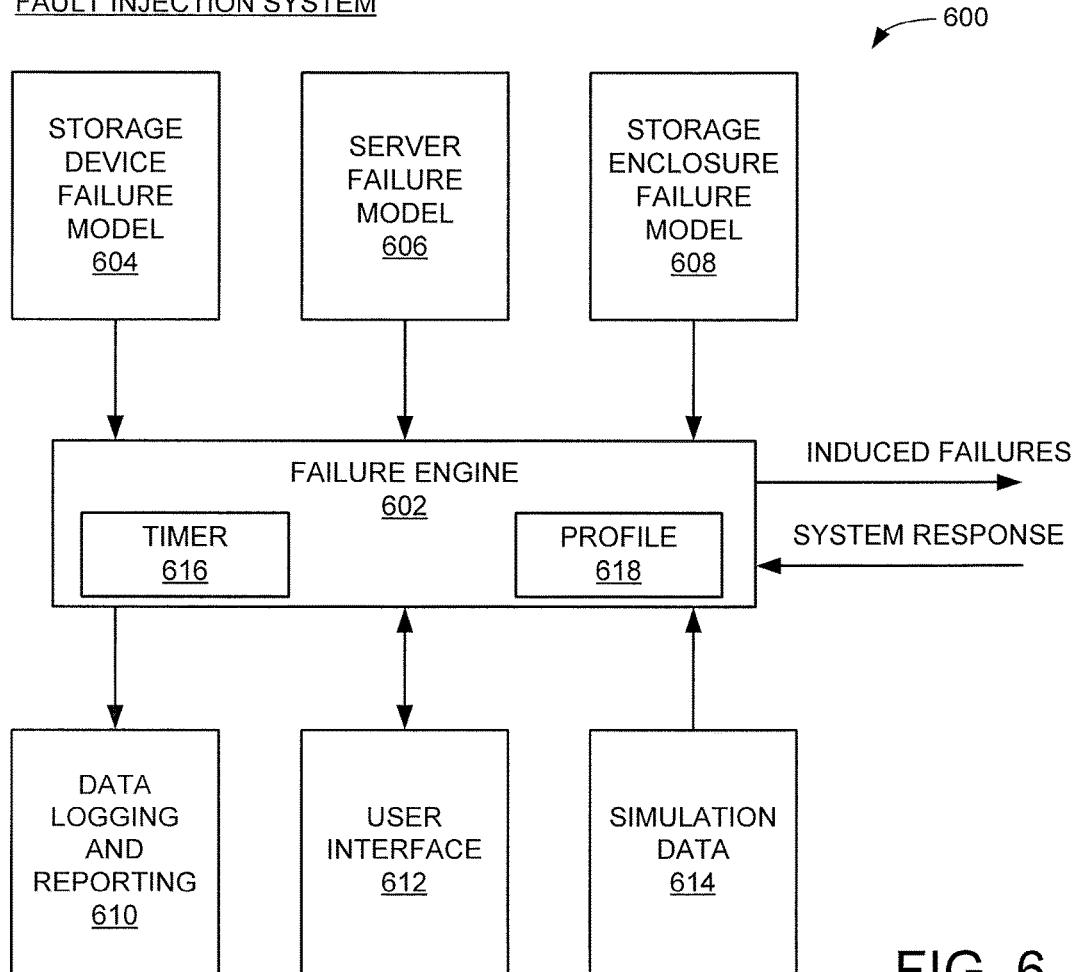 FAULT INJECTION SYSTEM
600
STORAGE
DEVICE
FAILURE
MODEL
604
SERVER
FAILURE
MODEL
606
STORAGE
ENCLOSURE
FAILURE
MODEL
608
FAILURE ENGINE
602
TIMER
616
PROFILE
618
INDUCED FAILURES
SYSTEM RESPONSE
DATA
LOGGING
AND
REPORTING
610
USER
INTERFACE
612
SIMULATION
DATA
614
FIG. 6